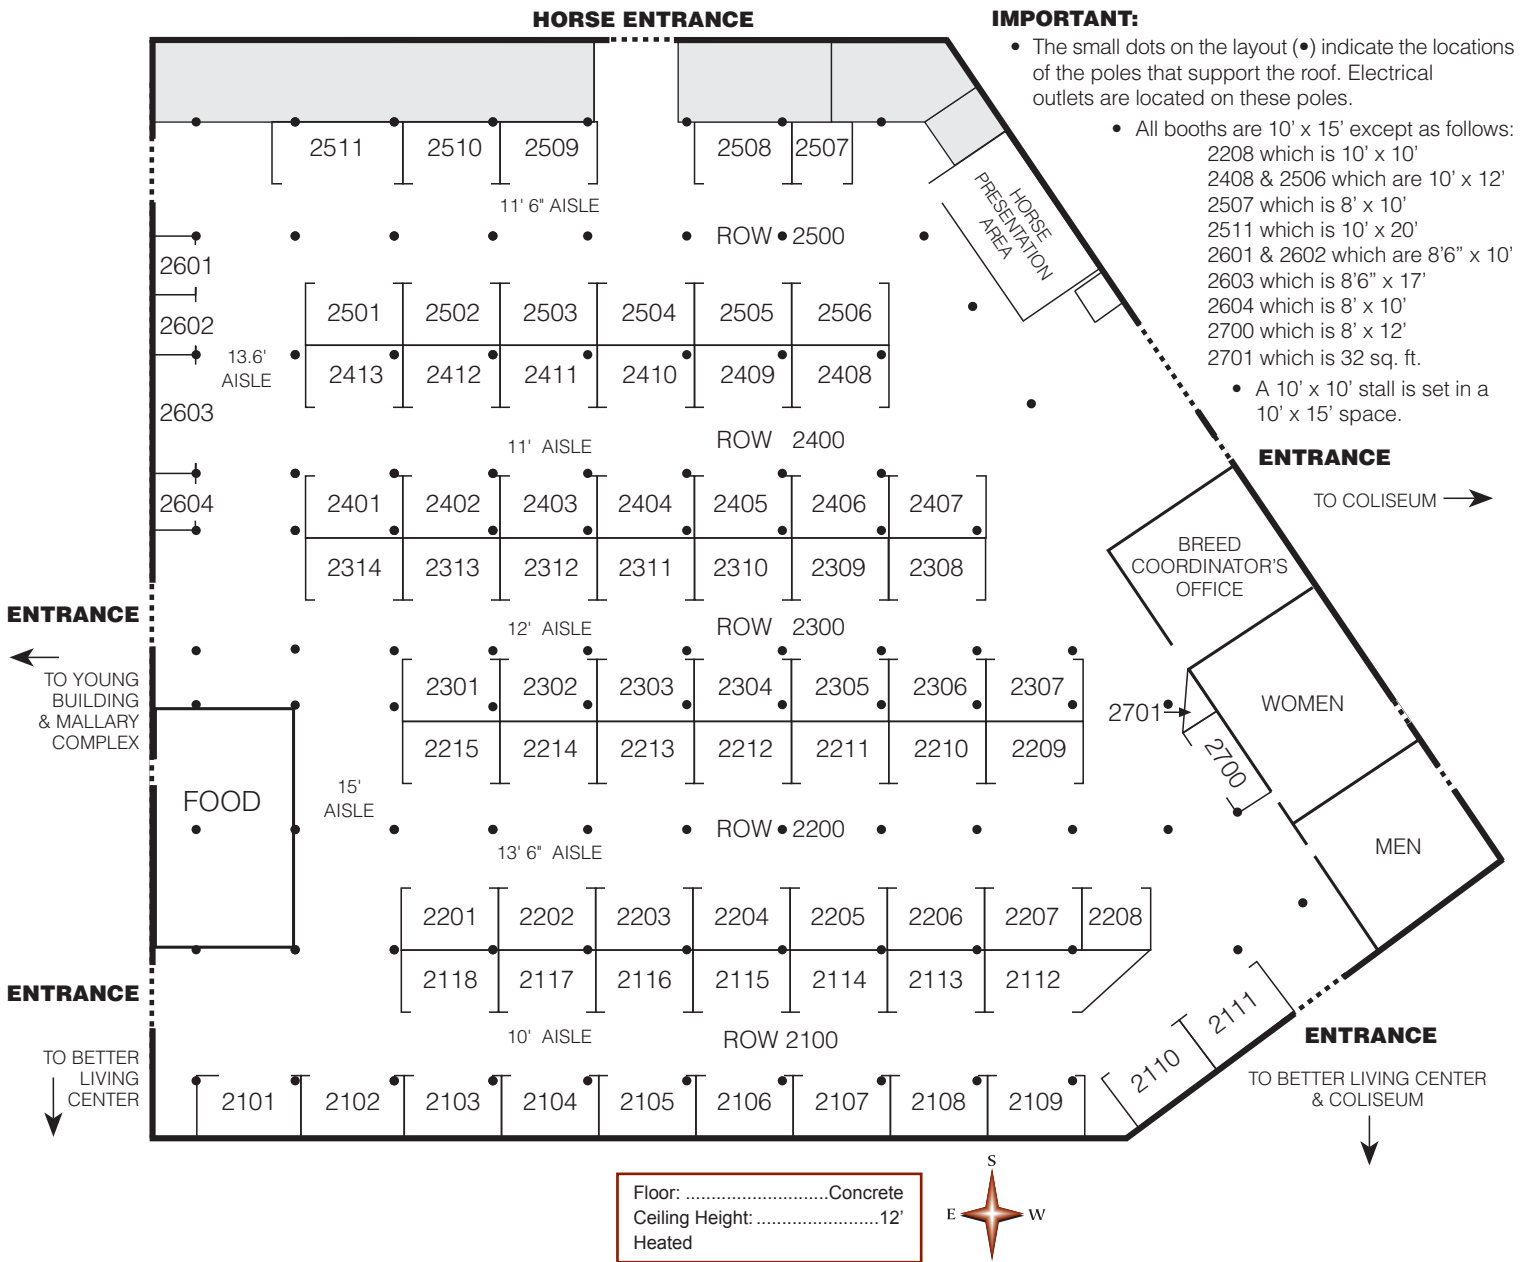 HORSE ENTRANCE
IMPORTANT:
• The small dots on the layout (•) indicate the locations
of the poles that support the roof. Electrical
outlets are located on these poles.
• All booths are 10’ x 15’ except as follows:
2208 which is 10’ x 10’
2408 & 2506 which are 10’ x 12’
2507 which is 8’ x 10’
2511 which is 10’ x 20’
2601 & 2602 which are 8’6” x 10’
2603 which is 8’6” x 17’
2604 which is 8’ x 10’
2700 which is 8’ x 12’
2701 which is 32 sq. ft.
• A 10’ x 10’ stall is set in a
10’ x 15’ space.
2511 2510 2509 2508 2507
HORSE
PRESENTATION
AREA
11' 6" AISLE
ROW 2500
2601
2602
2603
2604
13.6'
AISLE
2501 2502 2503 2504 2505 2506
2413 2412 2411 2410 2409 2408
11' AISLE
ROW 2400
ENTRANCE
TO COLISEUM
2401 2402 2403 2404 2405 2406 2407
2314 2313 2312 2311 2310 2309 2308
BREED
COORDINATOR’S
OFFICE
ENTRANCE
TO YOUNG
BUILDING
& MALLARY
COMPLEX
12' AISLE
ROW 2300
2301 2302 2303 2304 2305 2306 2307
2215 2214 2213 2212 2211 2210 2209
2701
2700
WOMEN
MEN
FOOD
15'
AISLE
ROW 2200
13' 6" AISLE
2201 2202 2203 2204 2205 2206 2207 2208
2118 2117 2116 2115 2114 2113 2112
ENTRANCE
TO BETTER
LIVING
CENTER
10' AISLE
ROW 2100
2111
2110
ENTRANCE
TO BETTER LIVING CENTER
& COLISEUM
2101 2102 2103 2104 2105 2106 2107 2108 2109
Floor: ...........................Concrete
Ceiling Height: .......................12’
Heated
S
E W